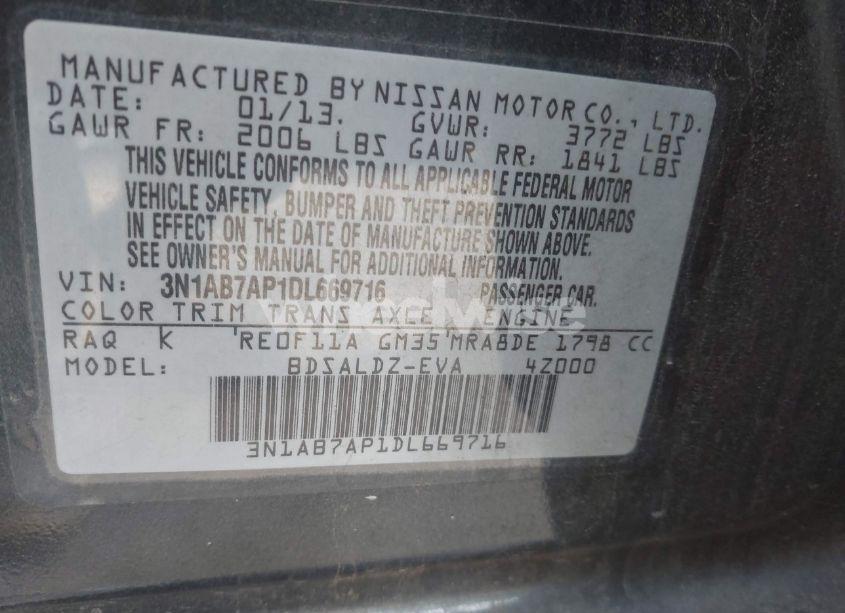 MANUFACTURED BY NISSAN MOTOR CO., LTD.
DATE: 01/13. GVWR: 3772 LBS
GAWR FR: 2006 LBS GAWR RR: 1841 LBS
THIS VEHICLE CONFORMS TO ALL APPLICABLE FEDERAL MOTOR
VEHICLE SAFETY, BUMPER AND THEFT PREVENTION STANDARDS
IN EFFECT ON THE DATE OF MANUFACTURE SHOWN ABOVE.
SEE OWNER'S MANUAL FOR ADDITIONAL INFORMATION.
VIN: 3N1AB7AP1DL669716 PASSENGER CAR.
COLOR TRIM TRANS AXLE ENGINE
RAQ K RE0F11A GM35 MRA8DE 1798 CC
MODEL: BDSALDZ-EVA 4Z000
3N1AB7AP1DL669716